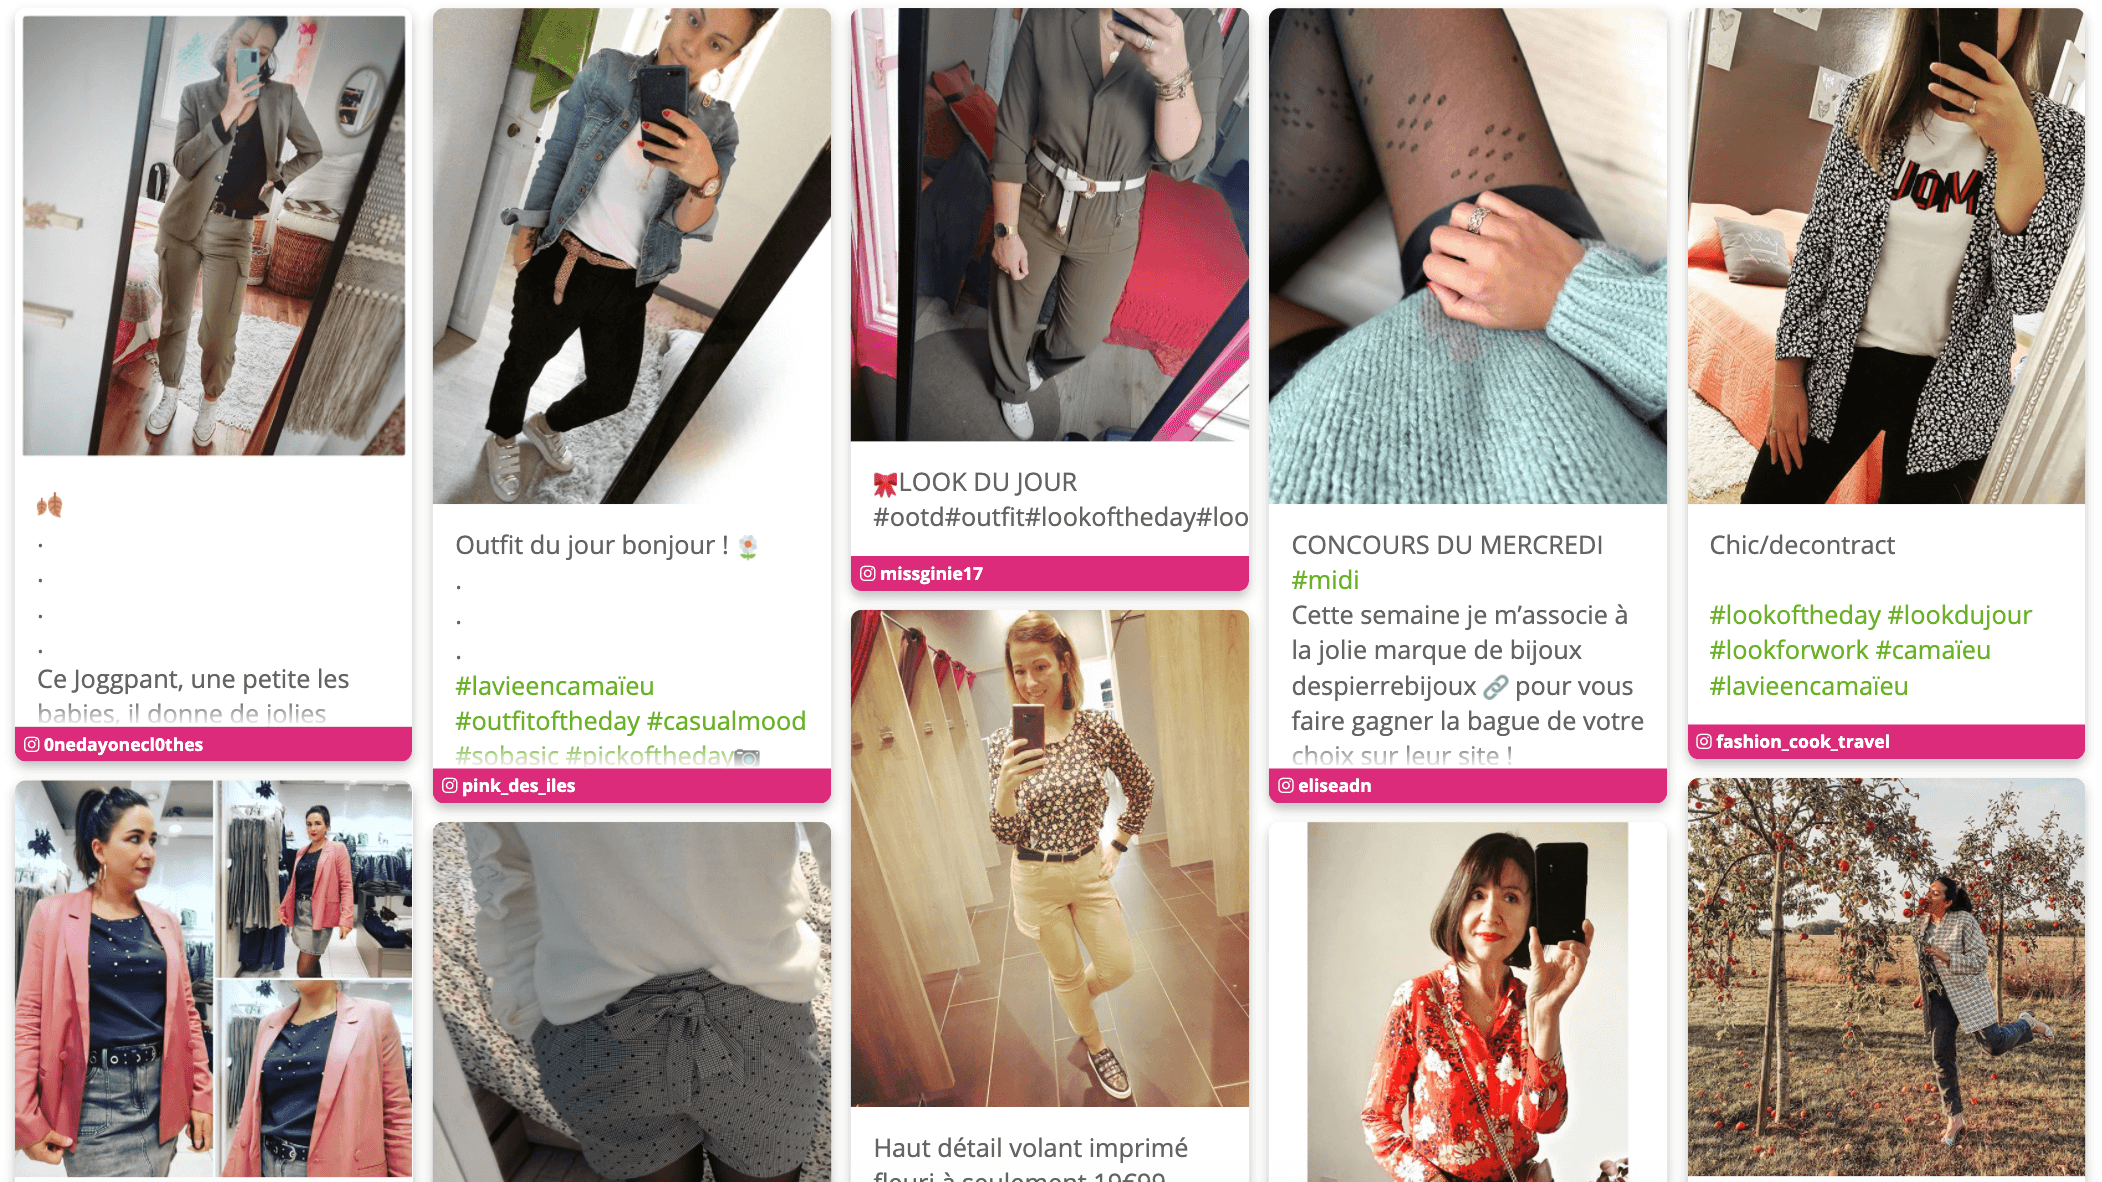 .
.
.
.
Ce Joggpant, une petite les
babies, il donne de jolies
0nedayonecl0thes
Outfit du jour bonjour !
.
.
.
#lavieencamaïeu
#outfitoftheday #casualmood
#sobasic #pickoftheday
pink_des_iles
LOOK DU JOUR
#ootd#outfit#lookoftheday#loo
missginie17
Haut détail volant imprimé
fleuri à seulement 19€99
CONCOURS DU MERCREDI
#midi
Cette semaine je m’associe à
la jolie marque de bijoux
despierrebijoux 🔗 pour vous
faire gagner la bague de votre
choix sur leur site !
eliseadn
play
Chic/decontract
#lookoftheday #lookdujour
#lookforwork #camaïeu
#lavieencamaïeu
fashion_cook_travel